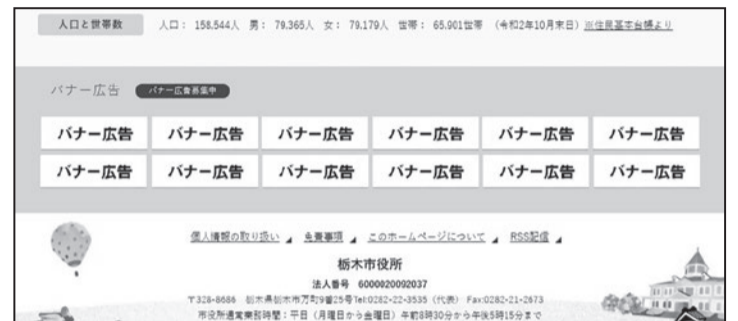 人口と世帯数 人口： 158,544人 男： 79,365人 女： 79,179人 世帯： 65,901世帯 （令和2年10月末日）※住民基本台帳より
バナー広告 バナー広告募集中
バナー広告 バナー広告 バナー広告 バナー広告 バナー広告 バナー広告
バナー広告 バナー広告 バナー広告 バナー広告 バナー広告 バナー広告
個人情報の取り扱い 免責事項 このホームページについて RSS配信
栃木市役所
法人番号 6000020092037
〒328-8686 栃木県栃木市万町9番25号 Tel:0282-22-3535（代表） Fax:0282-21-2673
市役所通常業務時間：平日（月曜日から金曜日）午前8時30分から午後5時15分まで